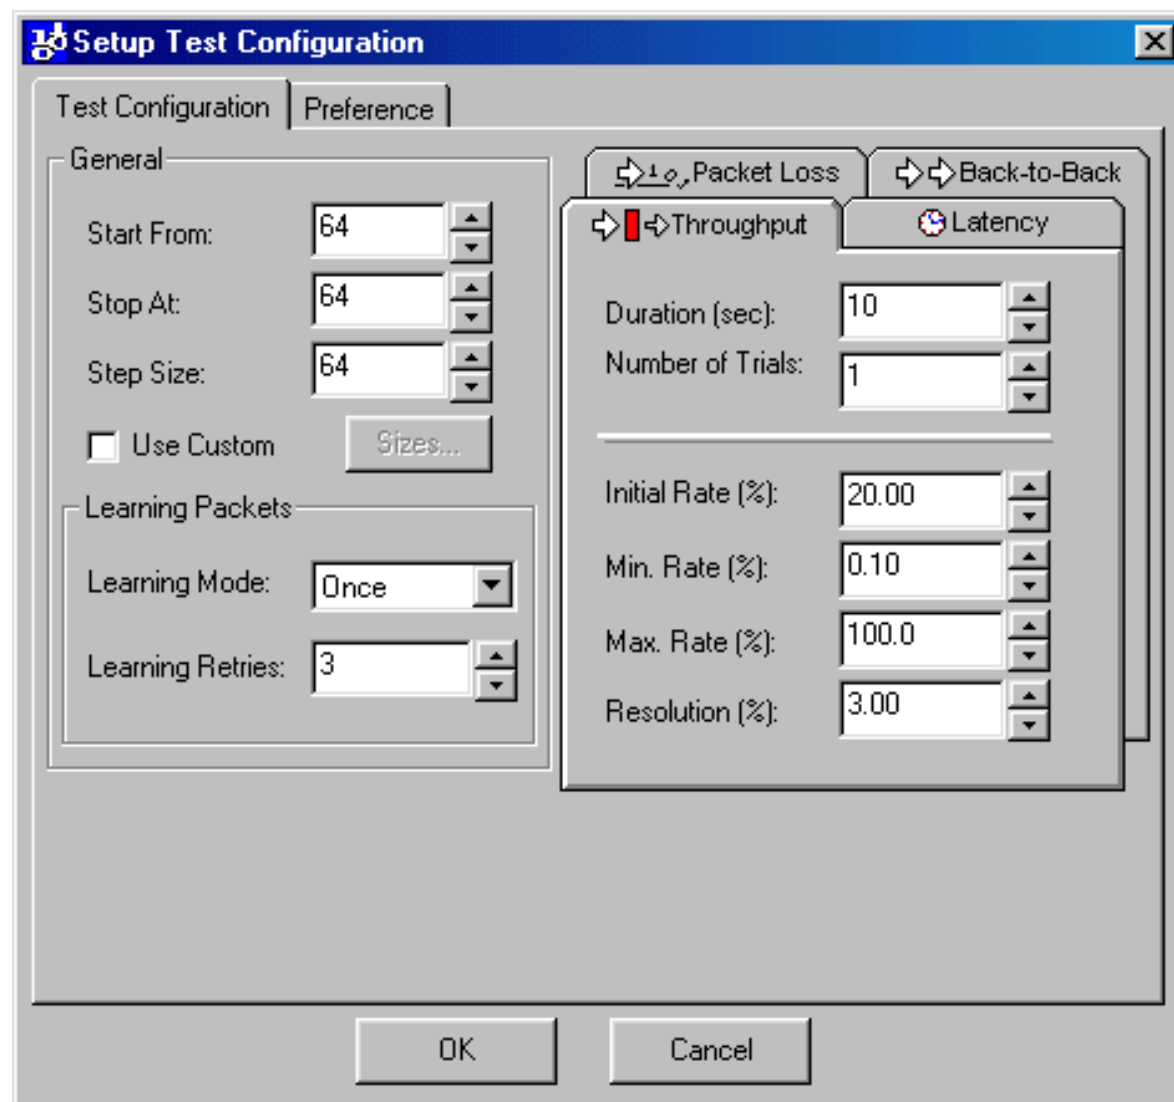 Setup Test Configuration
Test Configuration
Preference
General
Start From: 64
Stop At: 64
Step Size: 64
Use Custom Sizes...
Learning Packets
Learning Mode: Once
Learning Retries: 3
Packet Loss
Back-to-Back
Throughput
Latency
Duration (sec): 10
Number of Trials: 1
Initial Rate (%): 20.00
Min. Rate (%): 0.10
Max. Rate (%): 100.0
Resolution (%): 3.00
OK
Cancel